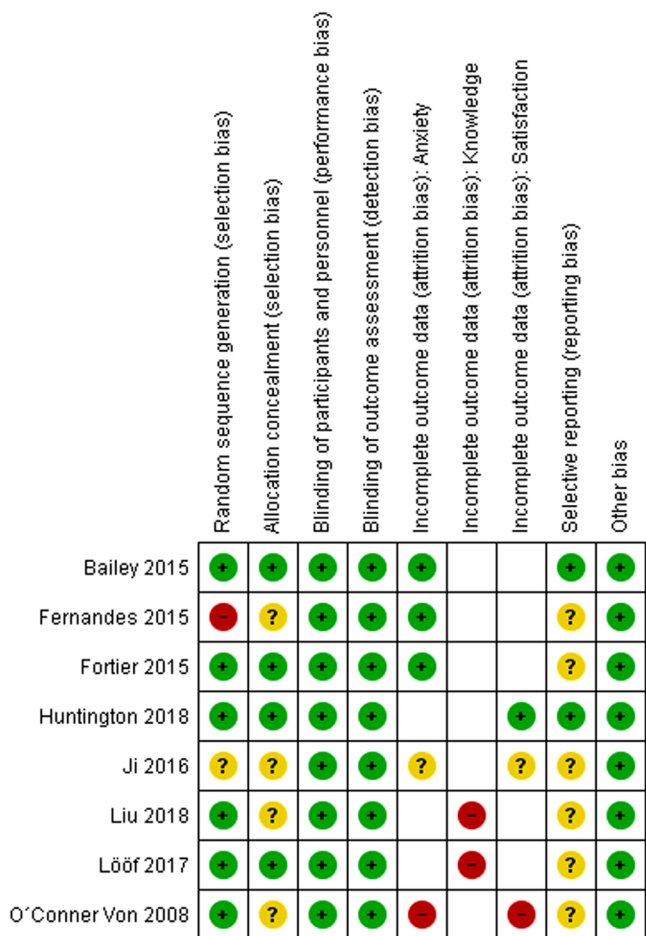 Random sequence generation (selection bias)
Allocation concealment (selection bias)
Blinding of participants and personnel (performance bias)
Blinding of outcome assessment (detection bias)
Incomplete outcome data (attrition bias): Anxiety
Incomplete outcome data (attrition bias): Knowledge
Incomplete outcome data (attrition bias): Satisfaction
Selective reporting (reporting bias)
Other bias
Bailey 2015 + + + + + + +
Fernandes 2015 - ? + + + ? +
Fortier 2015 + + + + + ? +
Huntington 2018 + + + + + + +
Ji 2016 ? ? + + ? ? ? +
Liu 2018 + ? + + - ? +
Lööf 2017 + + + + - ? +
O´Conner Von 2008 + ? + + - - ? +